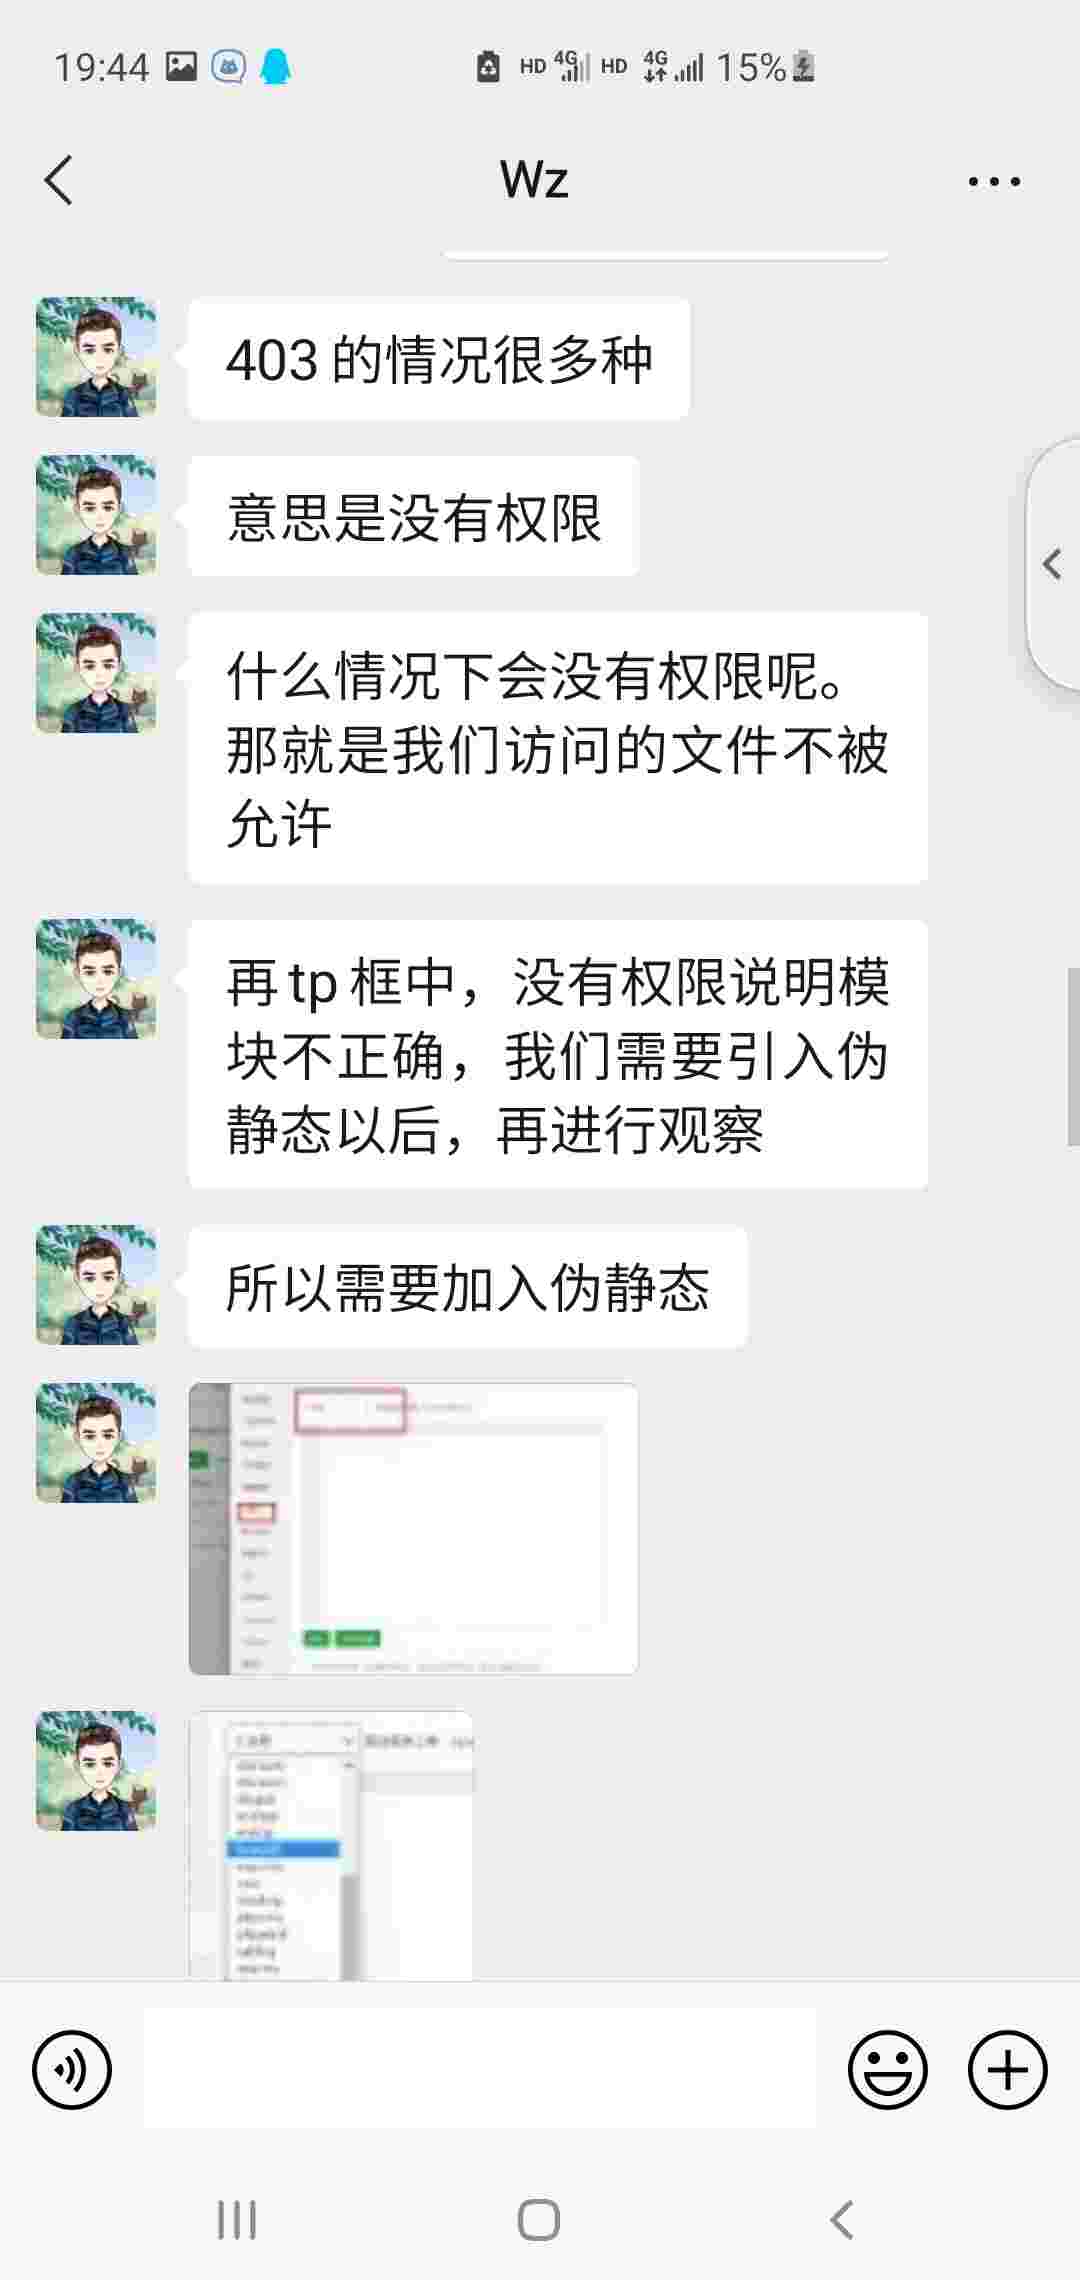 19:44 HD 4G HD 4G 15%
Wz
403 的情况很多种
意思是没有权限
什么情况下会没有权限呢。
那就是我们访问的文件不被
允许
再 tp 框中，没有权限说明模
块不正确，我们需要引入伪
静态以后，再进行观察
所以需要加入伪静态